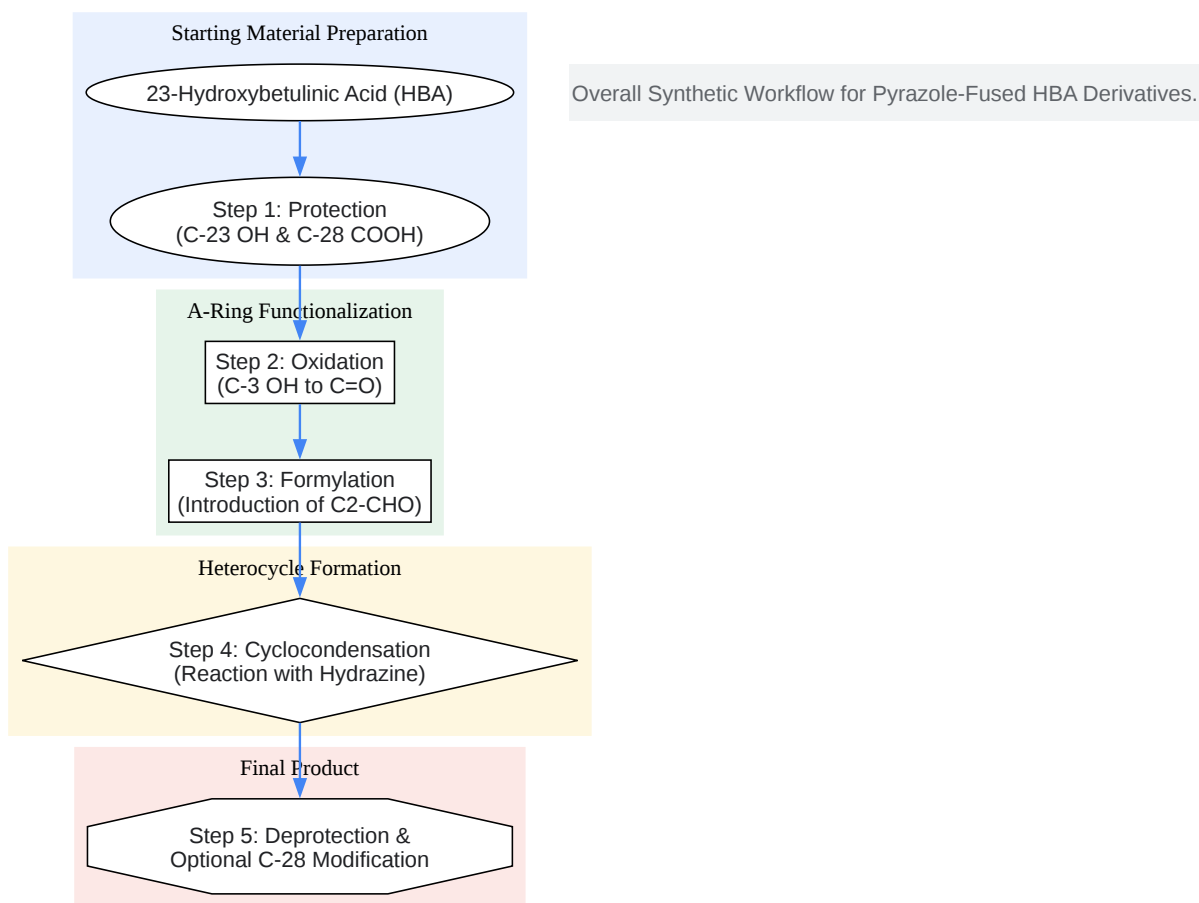 Starting Material Preparation
23-Hydroxybetulinic Acid (HBA)
Overall Synthetic Workflow for Pyrazole-Fused HBA Derivatives.
Step 1: Protection
(C-23 OH & C-28 COOH)
A-Ring Functionalization
Step 2: Oxidation
(C-3 OH to C=O)
Step 3: Formylation
(Introduction of C2-CHO)
Heterocycle Formation
Step 4: Cyclocondensation
(Reaction with Hydrazine)
Final Product
Step 5: Deprotection &
Optional C-28 Modification